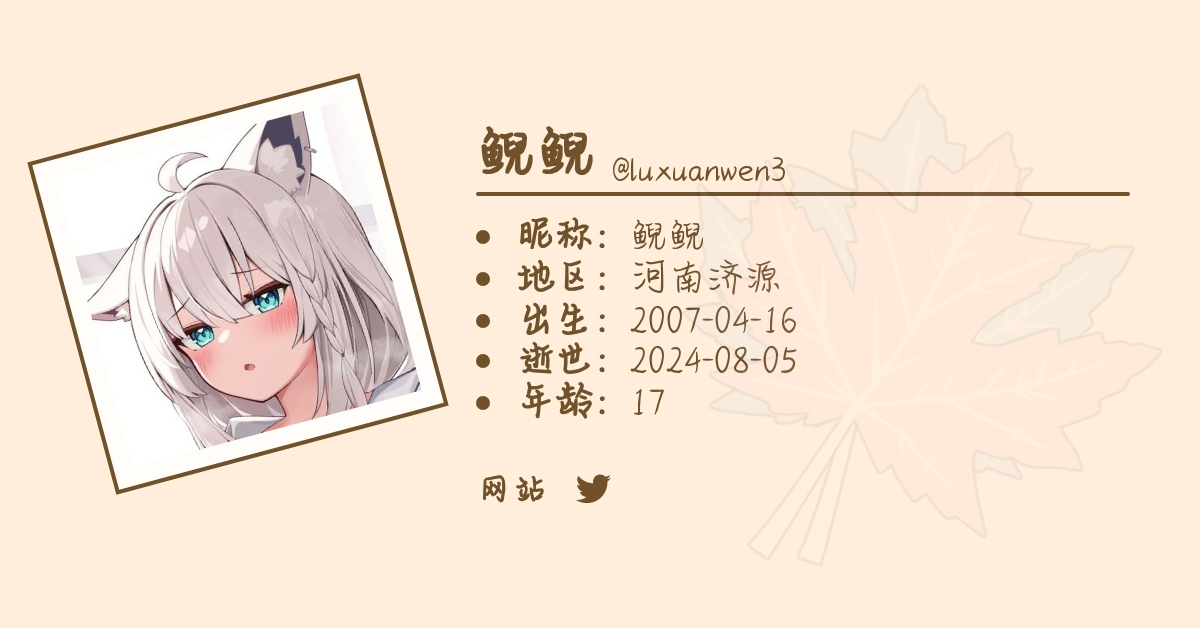 鲵鲵 @luxuanwen3
昵称：鲵鲵
地区：河南济源
出生：2007-04-16
逝世：2024-08-05
年龄：17
网站